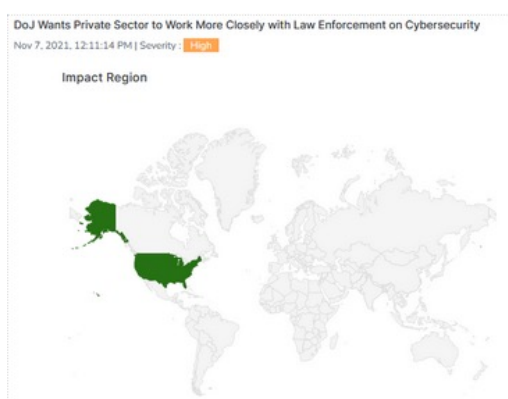 DoJ Wants Private Sector to Work More Closely with Law Enforcement on Cybersecurity
Nov 7, 2021, 12:11:14 PM | Severity : High
Impact Region